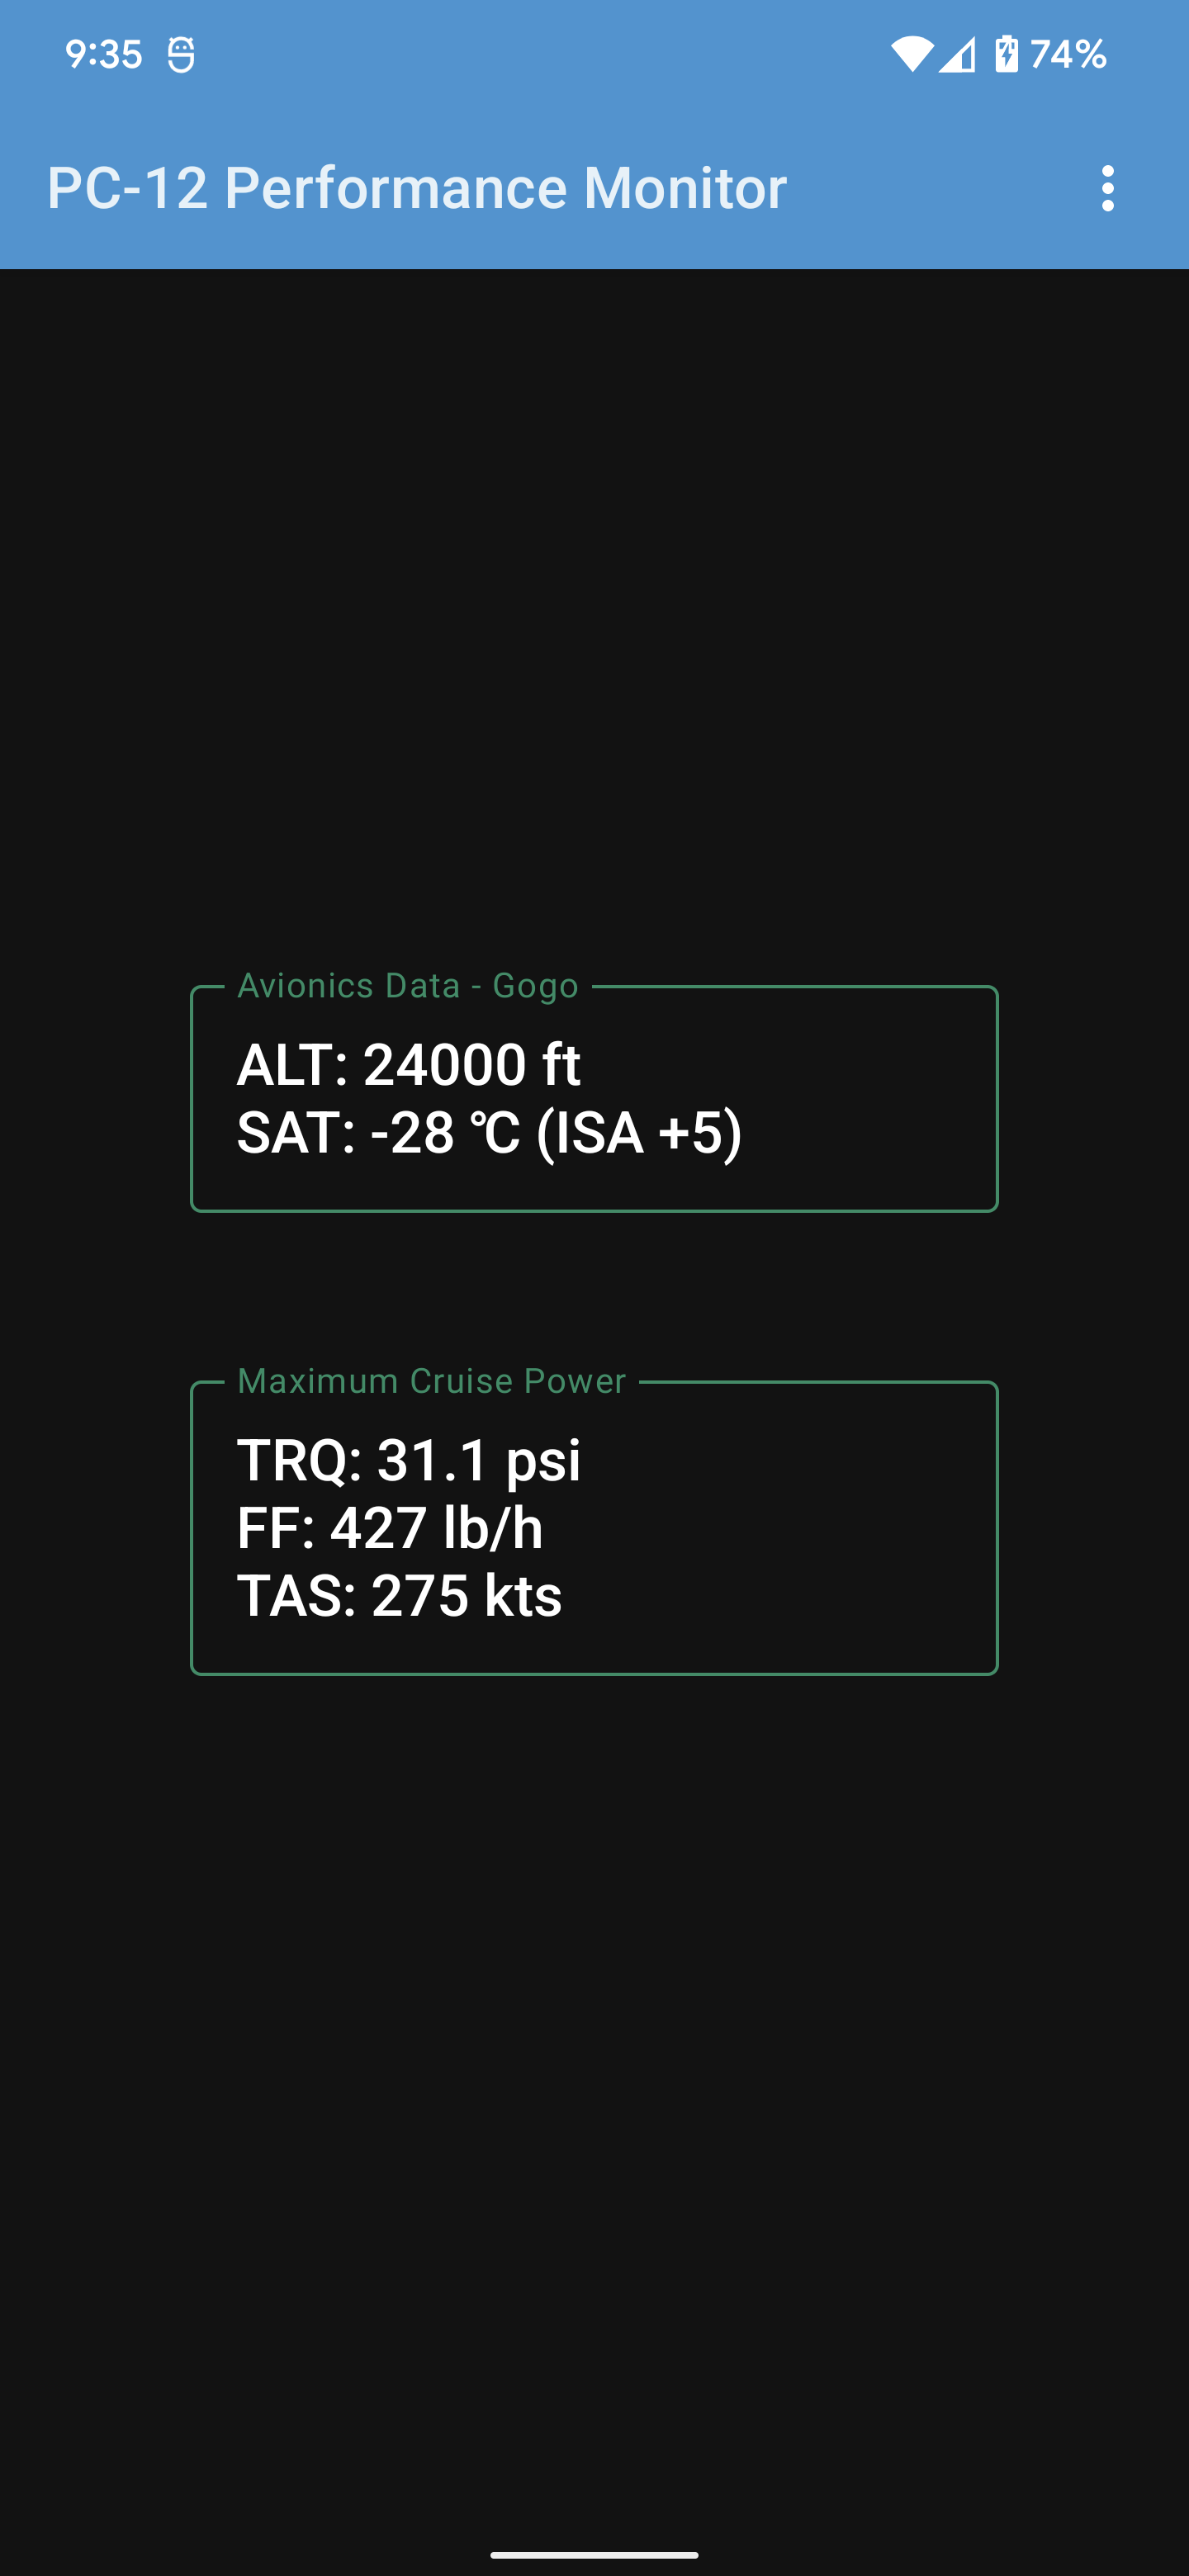 9:35 74%
PC-12 Performance Monitor
Avionics Data - Gogo
ALT: 24000 ft
SAT: -28 ℃ (ISA +5)
Maximum Cruise Power
TRQ: 31.1 psi
FF: 427 lb/h
TAS: 275 kts